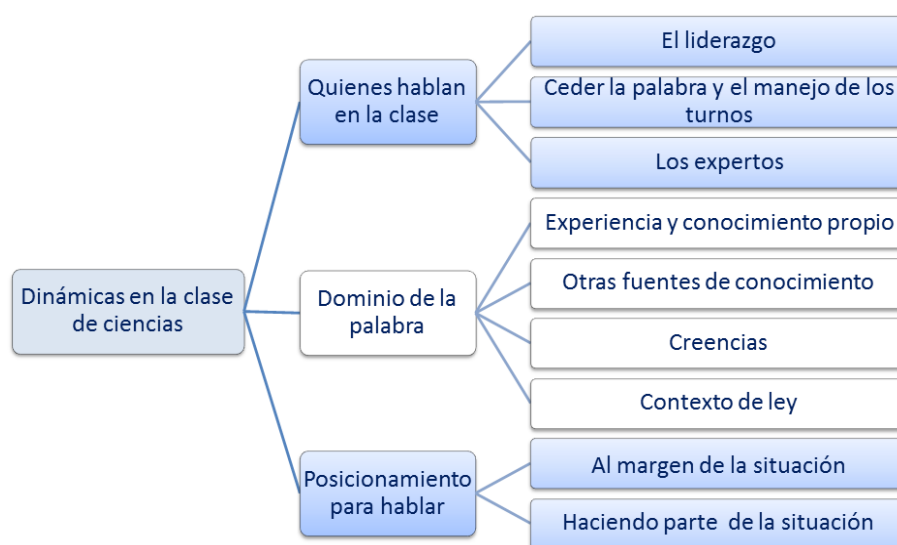 El liderazgo
Quienes hablan
en la clase
Ceder la palabra y el manejo de los
turnos
Los expertos
Experiencia y conocimiento propio
Dinámicas en la clase
de ciencias
Dominio de la
palabra
Otras fuentes de conocimiento
Creencias
Contexto de ley
Posicionamiento
para hablar
Al margen de la situación
Haciendo parte de la situación